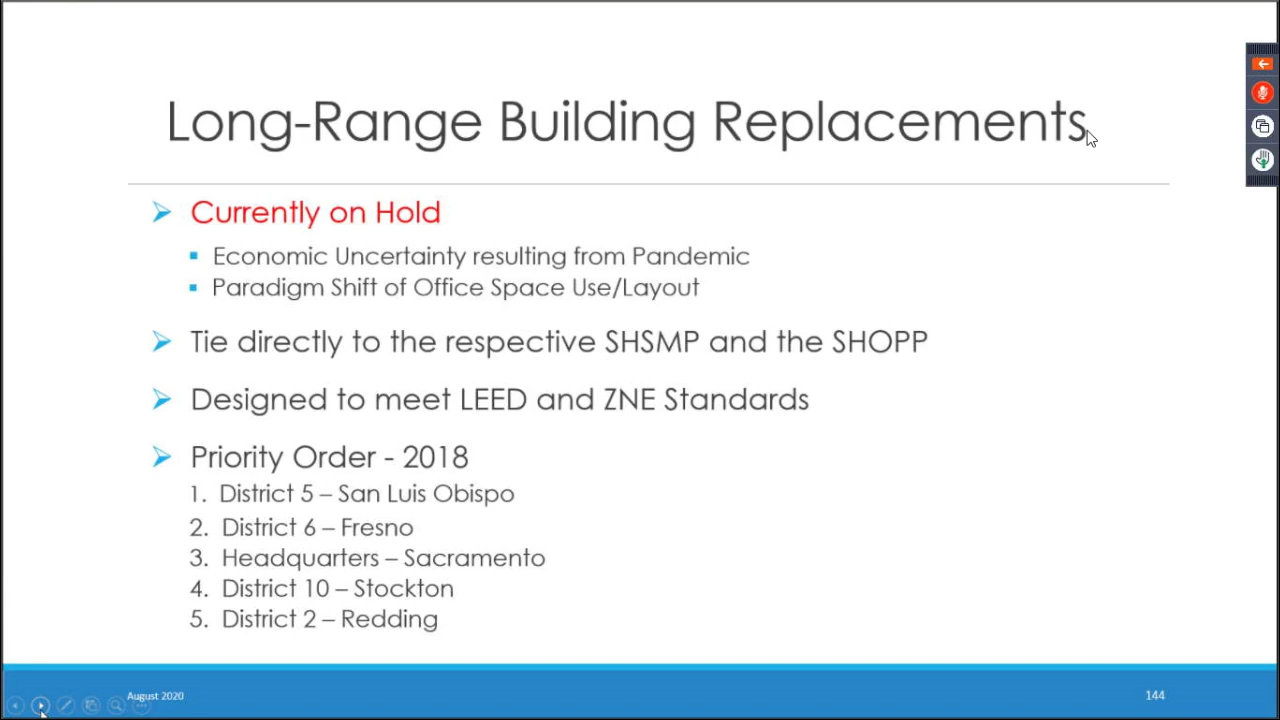 Long-Range Building Replacements
Currently on Hold
Economic Uncertainty resulting from Pandemic
Paradigm Shift of Office Space Use/Layout
Tie directly to the respective SHSMP and the SHOPP
Designed to meet LEED and ZNE Standards
Priority Order - 2018
1. District 5 – San Luis Obispo
2. District 6 – Fresno
3. Headquarters – Sacramento
4. District 10 – Stockton
5. District 2 – Redding
August 2020
144